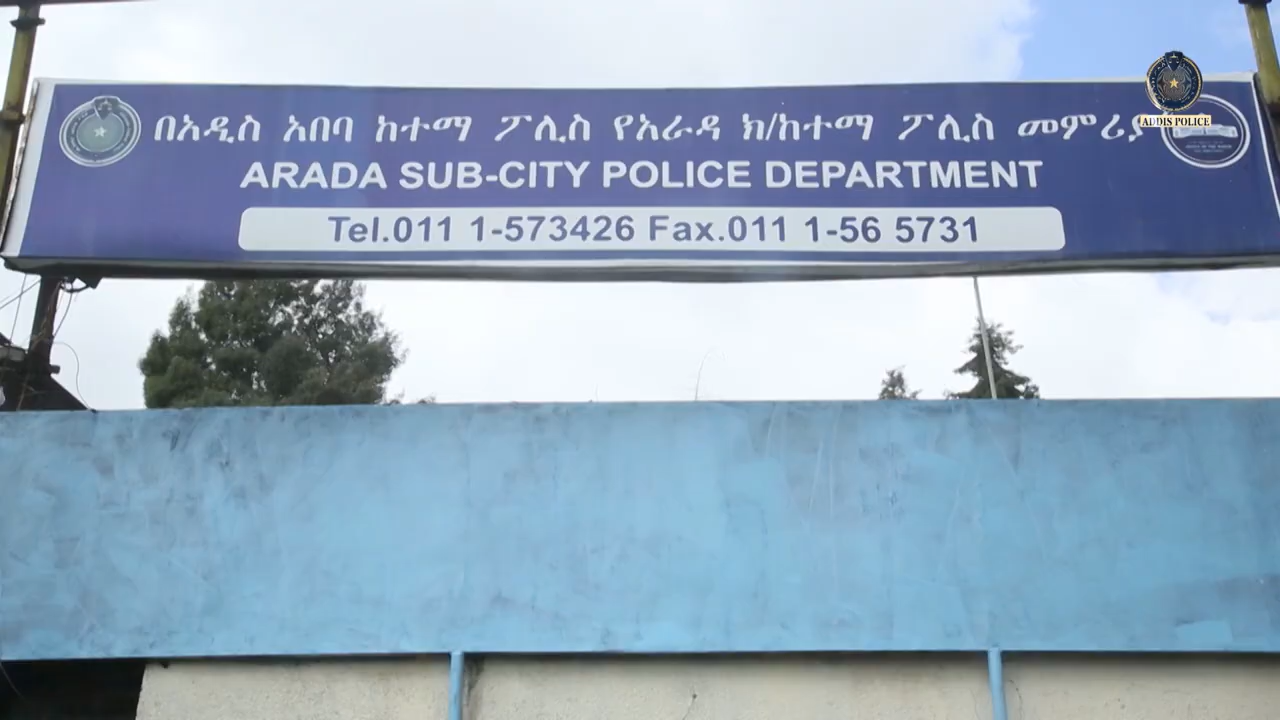 በአዲስ አበባ ከተማ ፖሊስ የአራዳ ክ/ከተማ ፖሊስ መምሪያ
ARADA SUB-CITY POLICE DEPARTMENT
Tel.011 1-573426 Fax.011 1-56 5731
ADDIS POLICE